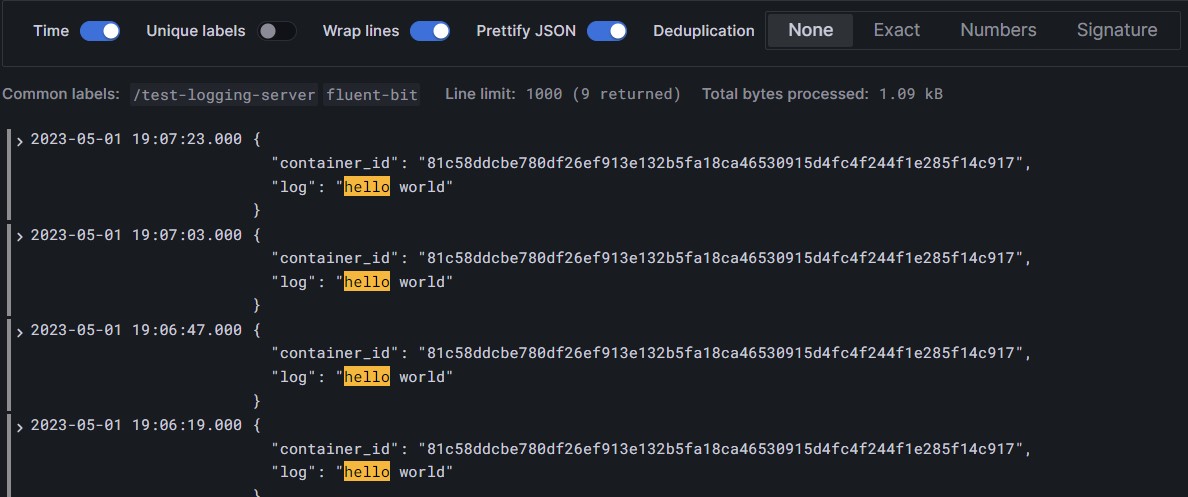 Time Unique labels Wrap lines Prettify JSON Deduplication None Exact Numbers Signature
Common labels: /test-logging-server fluent-bit Line limit: 1000 (9 returned) Total bytes processed: 1.09 kB
> 2023-05-01 19:07:23.000 {
"container_id": "81c58ddcbe780df26ef913e132b5fa18ca46530915d4fc4f244f1e285f14c917",
"log": "hello world"
}
> 2023-05-01 19:07:03.000 {
"container_id": "81c58ddcbe780df26ef913e132b5fa18ca46530915d4fc4f244f1e285f14c917",
"log": "hello world"
}
> 2023-05-01 19:06:47.000 {
"container_id": "81c58ddcbe780df26ef913e132b5fa18ca46530915d4fc4f244f1e285f14c917",
"log": "hello world"
}
> 2023-05-01 19:06:19.000 {
"container_id": "81c58ddcbe780df26ef913e132b5fa18ca46530915d4fc4f244f1e285f14c917",
"log": "hello world"
}